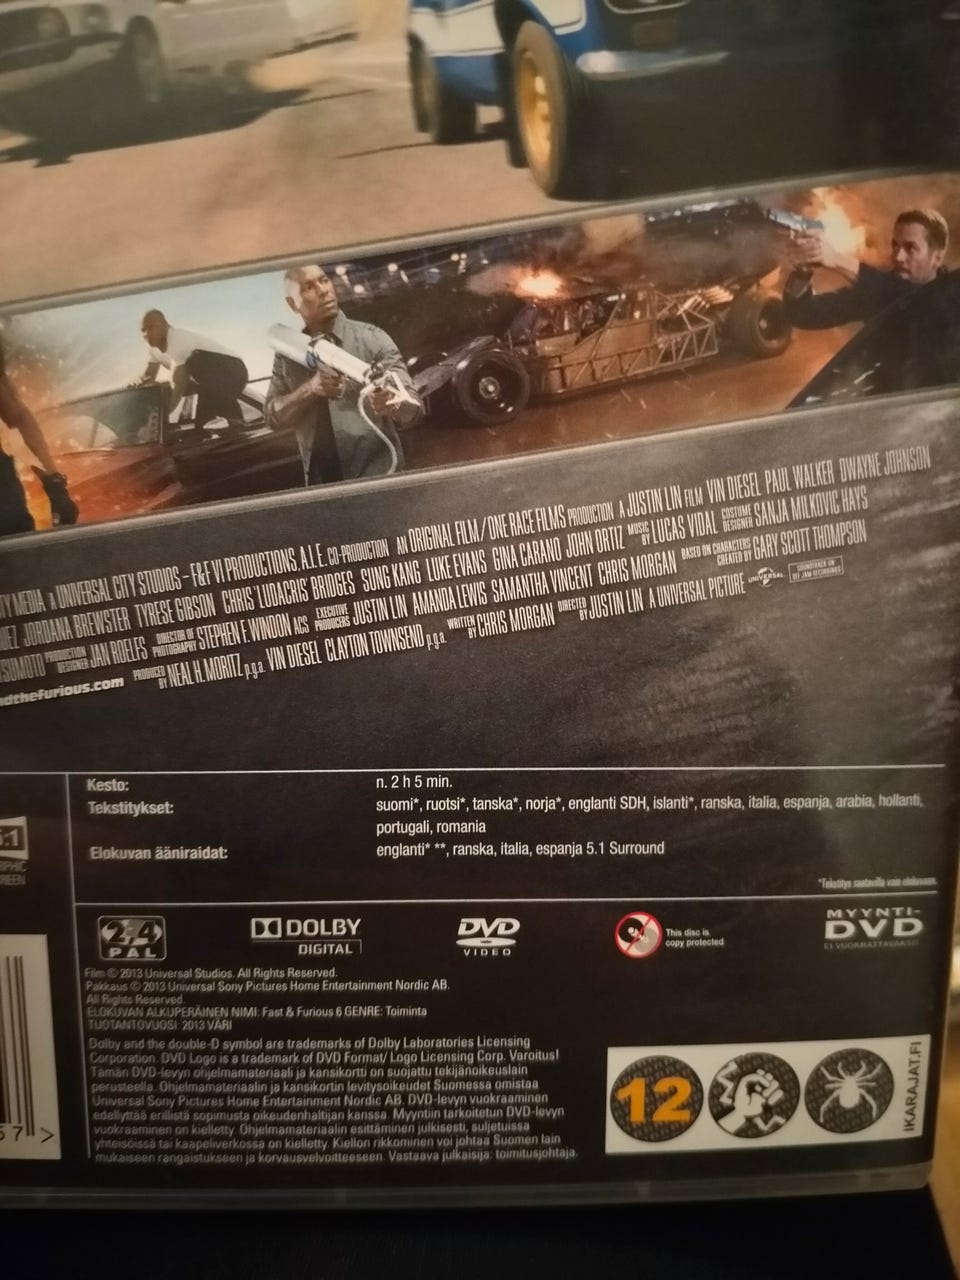 MEDIA A UNIVERSAL CITY STUDIOS – F&F VI PRODUCTIONS, A.I.E. CO-PRODUCTION AN ORIGINAL FILM/ONE RACE FILMS PRODUCTION A JUSTIN LIN FILM VIN DIESEL PAUL WALKER DWAYNE JOHNSON
JORDANA BREWSTER TYRESE GIBSON CHRIS 'LUDACRIS' BRIDGES SUNG KANG LUKE EVANS GINA CARANO JOHN ORTIZ MUSIC BY LUCAS VIDAL COSTUME DESIGNER SANJA MILKOVIC HAYS
PRODUCTION DESIGNER JAN ROELFS DIRECTOR OF PHOTOGRAPHY STEPHEN F. WINDON ACS EXECUTIVE PRODUCERS JUSTIN LIN AMANDA LEWIS SAMANTHA VINCENT CHRIS MORGAN BASED ON CHARACTERS CREATED BY GARY SCOTT THOMPSON
PRODUCED BY NEAL H. MORITZ p.g.a. VIN DIESEL CLAYTON TOWNSEND p.g.a. WRITTEN BY CHRIS MORGAN DIRECTED BY JUSTIN LIN A UNIVERSAL PICTURE UNIVERSAL SOUNDTRACK ON DEF JAM RECORDINGS
dthefurious.com
Kesto: n. 2 h 5 min.
Tekstitykset: suomi*, ruotsi*, tanska*, norja*, englanti SDH, islanti*, ranska, italia, espanja, arabia, hollanti,
portugali, romania
Elokuvan ääniraidat: englanti* **, ranska, italia, espanja 5.1 Surround
*Tekstitys saatavilla vain elokuvaan.
2,4 PAL
DOLBY DIGITAL
DVD VIDEO
This disc is
copy protected
MYYNTI-
DVD
EI VUOKRATTAVAKSI
Film © 2013 Universal Studios. All Rights Reserved.
Pakkaus © 2013 Universal Sony Pictures Home Entertainment Nordic AB.
All Rights Reserved.
ELOKUVAN ALKUPERÄINEN NIMI: Fast & Furious 6 GENRE: Toiminta
TUOTANTOVUOSI: 2013 VÄRI
Dolby and the double-D symbol are trademarks of Dolby Laboratories Licensing
Corporation. DVD Logo is a trademark of DVD Format/ Logo Licensing Corp. Varoitus!
Tämän DVD-levyn ohjelmamateriaali ja kansikortti on suojattu tekijänoikeuslain
perusteella. Ohjelmamateriaalin ja kansikortin levitysoikeudet Suomessa omistaa
Universal Sony Pictures Home Entertainment Nordic AB. DVD-levyn vuokraaminen
edellyttää erillistä sopimusta oikeudenhaltijan kanssa. Myyntiin tarkoitetun DVD-levyn
vuokraaminen on kielletty. Ohjelmamateriaalin esittäminen julkisesti, suljetuissa
yhteisöissä tai kaapeliverkossa on kielletty. Kiellon rikkominen voi johtaa Suomen lain
mukaiseen rangaistukseen ja korvausvelvoitteeseen. Vastaava julkaisija: toimitusjohtaja.
12
IKARAJAT.FI